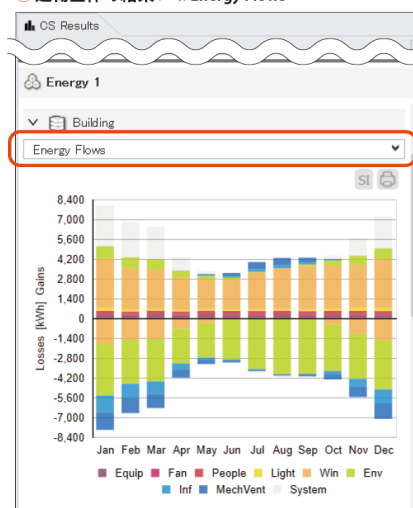 CS Results
Energy 1
Building
Energy Flows
SI
8,400
7,000
5,600
4,200
2,800
1,400
0
-1,400
-2,800
-4,200
-5,600
-7,000
-8,400
Losses [kWh] Gains
Jan Feb Mar Apr May Jun Jul Aug Sep Oct Nov Dec
Equip Fan People Light Win Env
Inf MechVent System